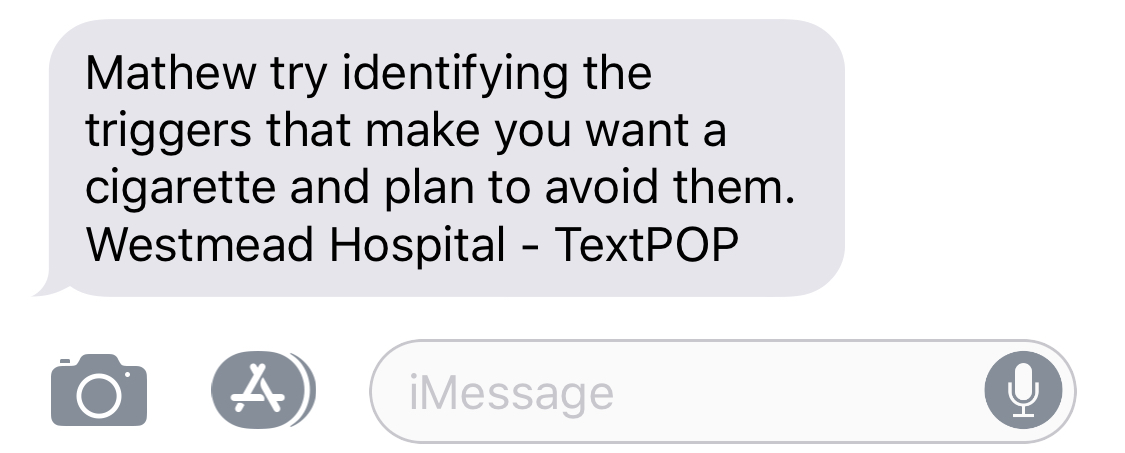 Mathew try identifying the
triggers that make you want a
cigarette and plan to avoid them.
Westmead Hospital - TextPOP
iMessage